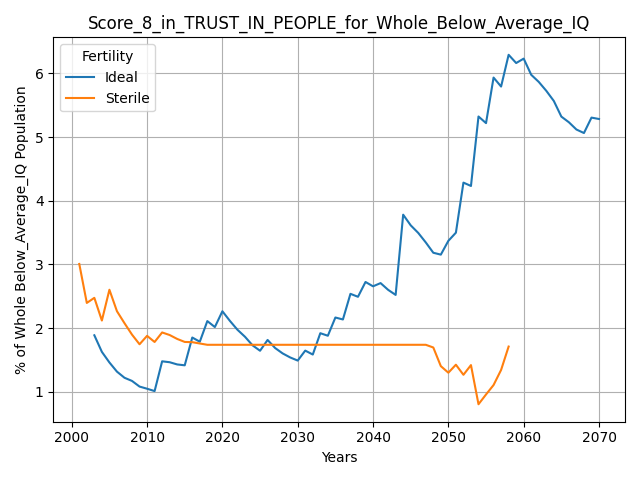 Score_8_in_TRUST_IN_PEOPLE_for_Whole_Below_Average_IQ
Fertility
Ideal
Sterile
% of Whole Below_Average_IQ Population
6
5
4
3
2
1
2000 2010 2020 2030 2040 2050 2060 2070
Years